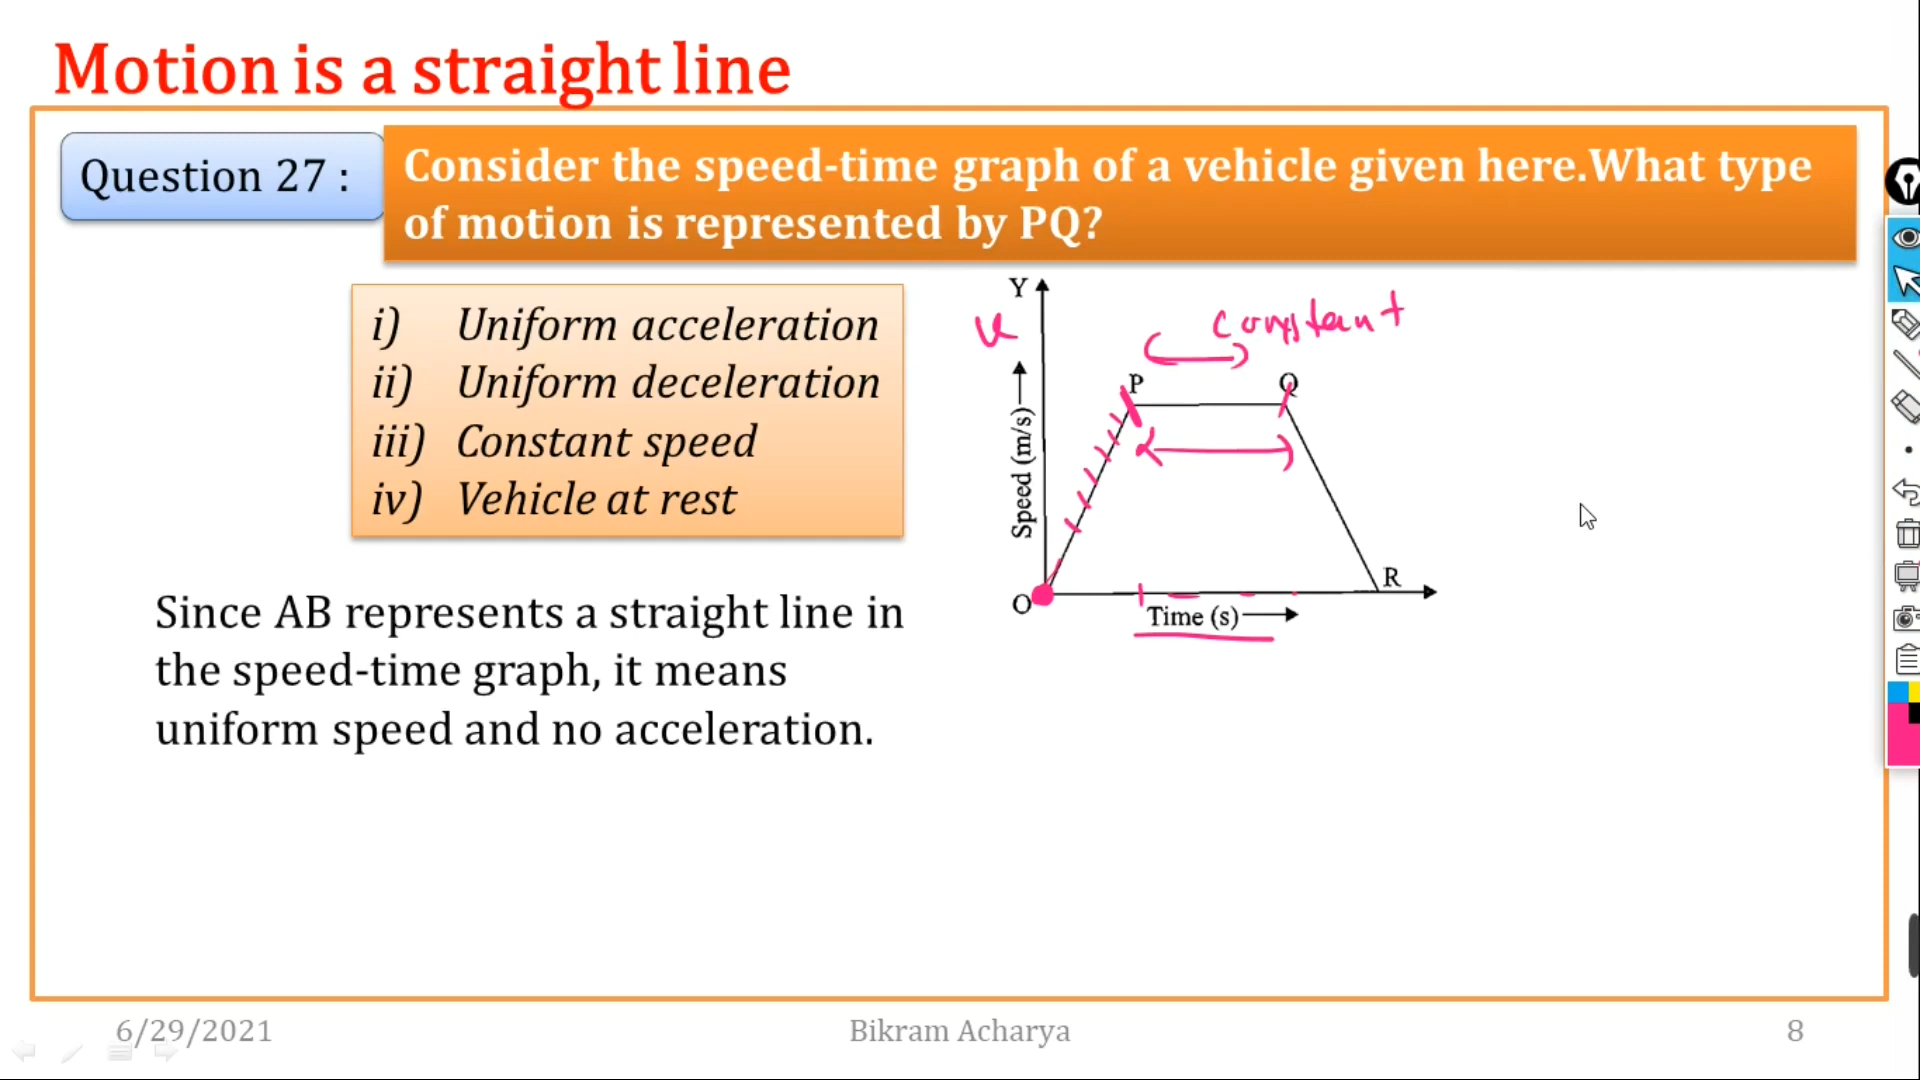 Motion is a straight line
Question 27 :
Consider the speed-time graph of a vehicle given here.What type
of motion is represented by PQ?
i) Uniform acceleration
ii) Uniform deceleration
iii) Constant speed
iv) Vehicle at rest
Since AB represents a straight line in
the speed-time graph, it means
uniform speed and no acceleration.
Y
constant
P
Q
Speed (m/s)
O
R
Time (s)
6/29/2021
Bikram Acharya
8